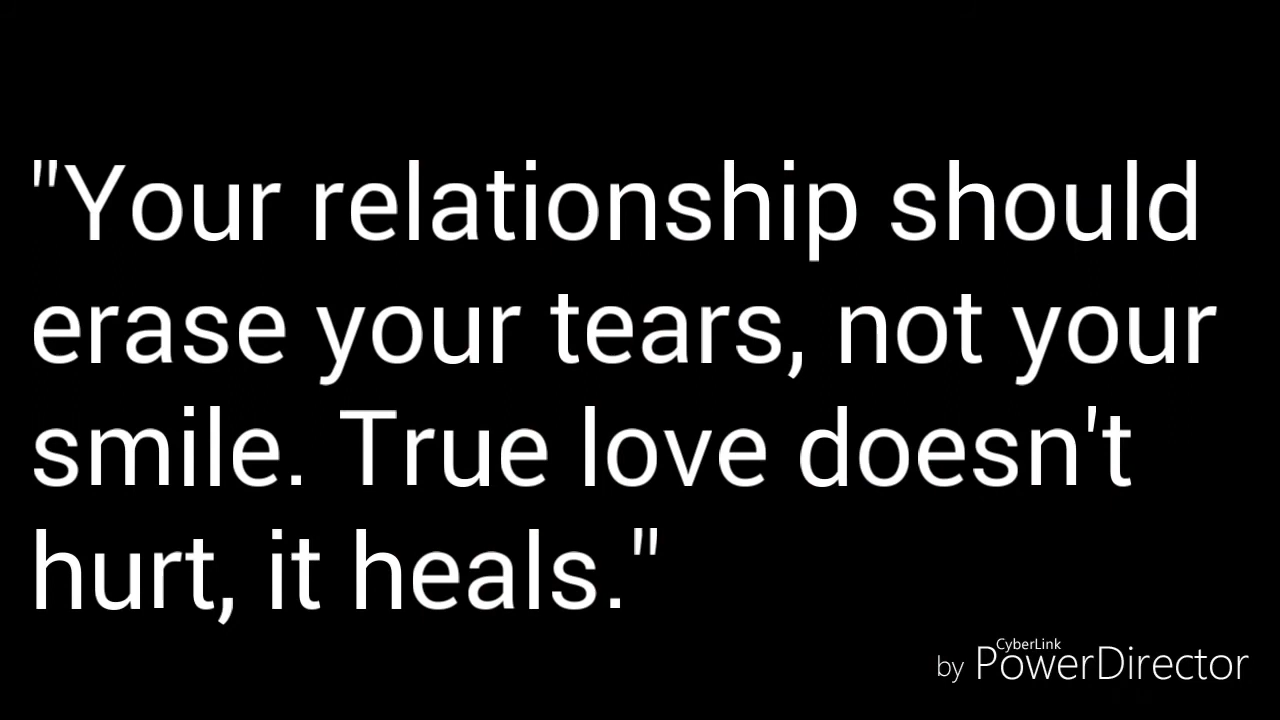 "Your relationship should
erase your tears, not your
smile. True love doesn't
hurt, it heals."
CyberLink
by PowerDirector